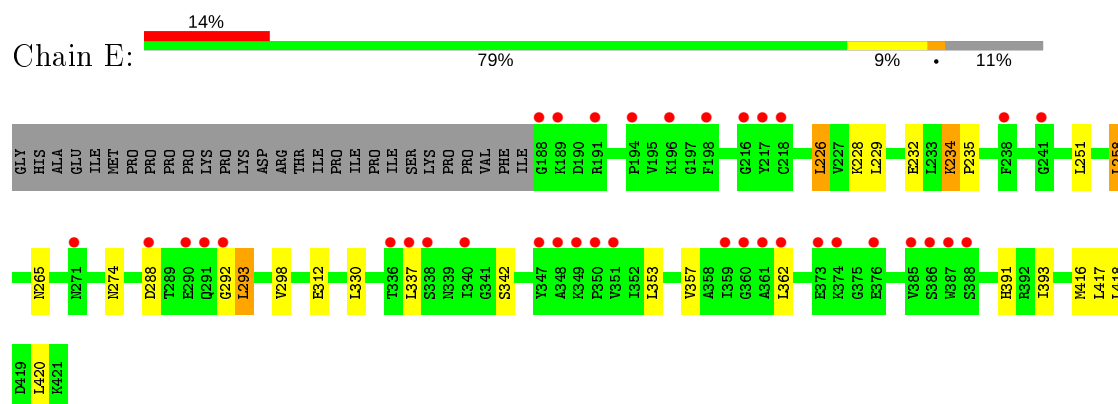 14%
Chain E:
79% 9% • 11%
GLY HIS ALA GLU ILE MET PRO PRO PRO PRO LYS PRO LYS ASP ARG THR ILE PRO ILE PRO ILE SER LYS PRO PRO VAL PHE ILE G188 K189 D190 R191 P194 V195 K196 G197 F198 G216 Y217 C218 L226 V227 K228 L229 E232 L233 K234 P235 F238 G241 L251 L258
N265 N271 N274 D288 T289 E290 Q291 G292 L293 V298 E312 L330 T336 L337 S338 N339 I340 G341 S342 Y347 A348 K349 P350 V351 I352 L353 V357 A358 I359 G360 A361 L362 E373 K374 G375 E376 V385 S386 W387 S388 H391 R392 I393 M416 L417 L418
D419 L420 K421